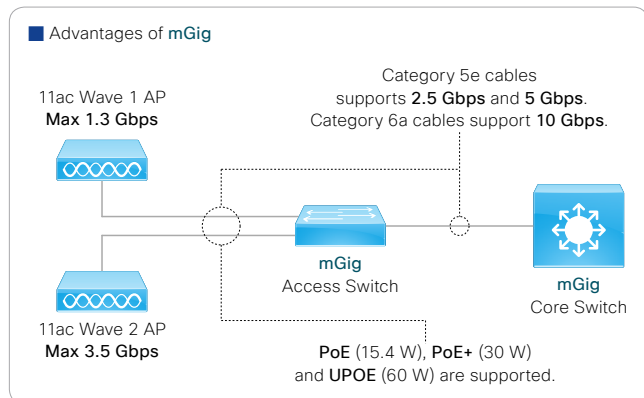 Advantages of mGig
Category 5e cables
supports 2.5 Gbps and 5 Gbps.
Category 6a cables support 10 Gbps.
11ac Wave 1 AP
Max 1.3 Gbps
mGig
Access Switch
mGig
Core Switch
11ac Wave 2 AP
Max 3.5 Gbps
PoE (15.4 W), PoE+ (30 W)
and UPOE (60 W) are supported.